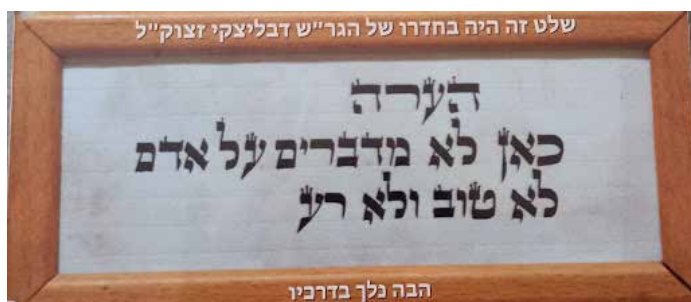 שלט זה היה בחדרו של הגר"ש דבליצקי זצוק"ל
הערה
כאן לא מדברים על אדם
לא טוב ולא רע
הבה נלך בדרכיו